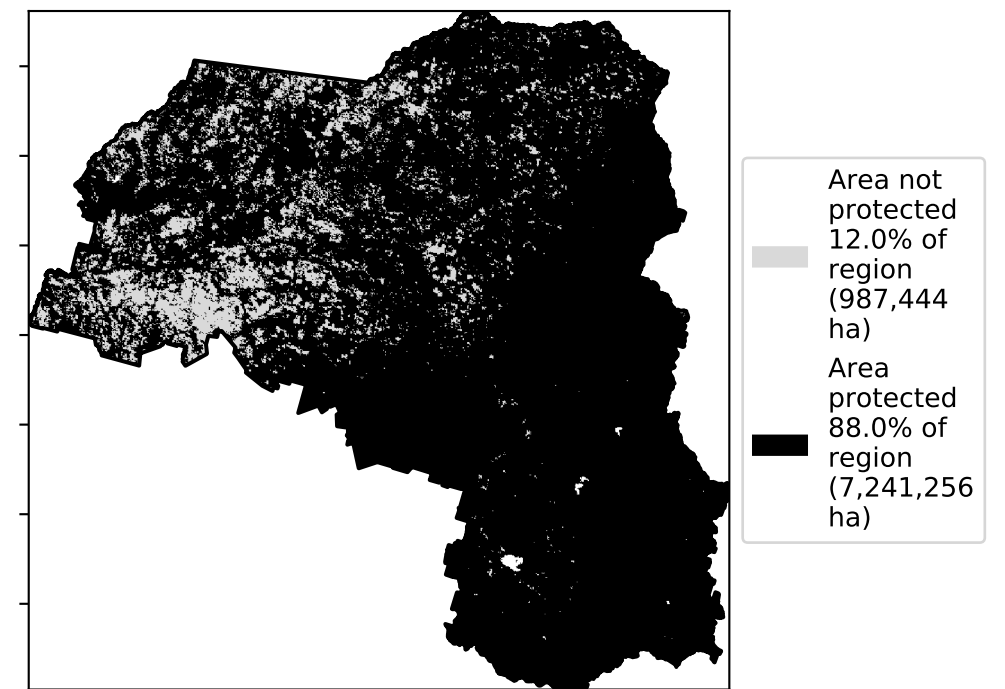 Area not
protected
12.0% of
region
(987,444
ha)
Area
protected
88.0% of
region
(7,241,256
ha)